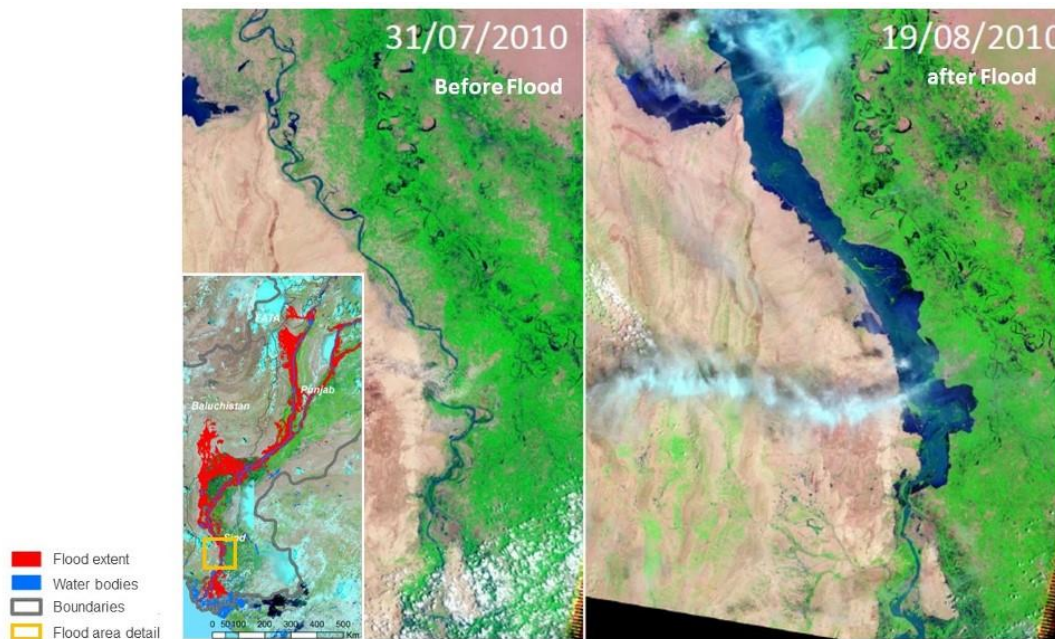 31/07/2010
Before Flood
19/08/2010
after Flood
Punjab
Baluchistan
Sind
0 50 100 200 300 400 500
Km
Flood extent
Water bodies
Boundaries
Flood area detail